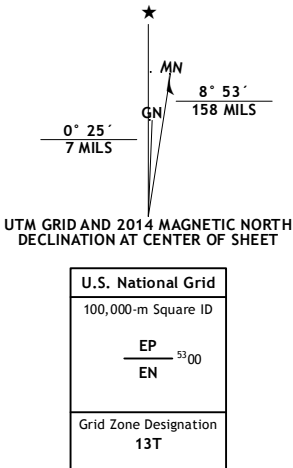 ★
MN
GN
8° 53´
158 MILS
0° 25´
7 MILS
UTM GRID AND 2014 MAGNETIC NORTH
DECLINATION AT CENTER OF SHEET
U.S. National Grid
100,000-m Square ID
EP
5300
EN
Grid Zone Designation
13T